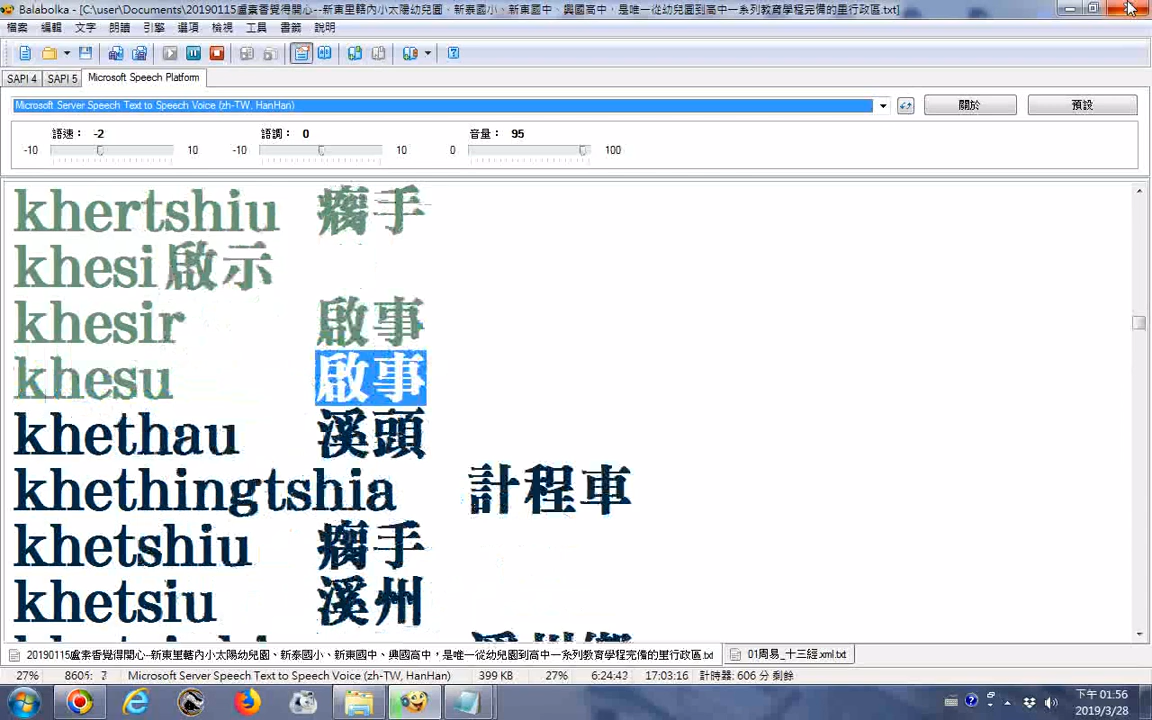 Balabolka - [C:\user\Documents\20190115盧素香覺得開心--新東里轄內小太陽幼兒園、新泰國小、新東國中、興國高中，是唯一從幼兒園到高中一系列教育學程完備的里行政區.txt]
檔案 編輯 文字 朗讀 引擎 選項 檢視 工具 書籤 說明
SAPI 4 SAPI 5 Microsoft Speech Platform
Microsoft Server Speech Text to Speech Voice (zh-TW, HanHan) 關於 預設
語速： -2 語調： 0 音量： 95
-10 10 -10 10 0 100
khertshiu 瘸手
khesi 啟示
khesir 啟事
khesu 啟事
khethau 溪頭
khethingtshia 計程車
khetshiu 瘸手
khetsiu 溪州
20190115盧素香覺得開心--新東里轄內小太陽幼兒園、新泰國小、新東國中、興國高中，是唯一從幼兒園到高中一系列教育學程完備的里行政區.txt 01周易_十三經.xml.txt
27% 8605: 7 Microsoft Server Speech Text to Speech Voice (zh-TW, HanHan) 399 KB 27% 6:24:43 17:03:16 計時器: 606 分 剩餘
下午 01:56
2019/3/28